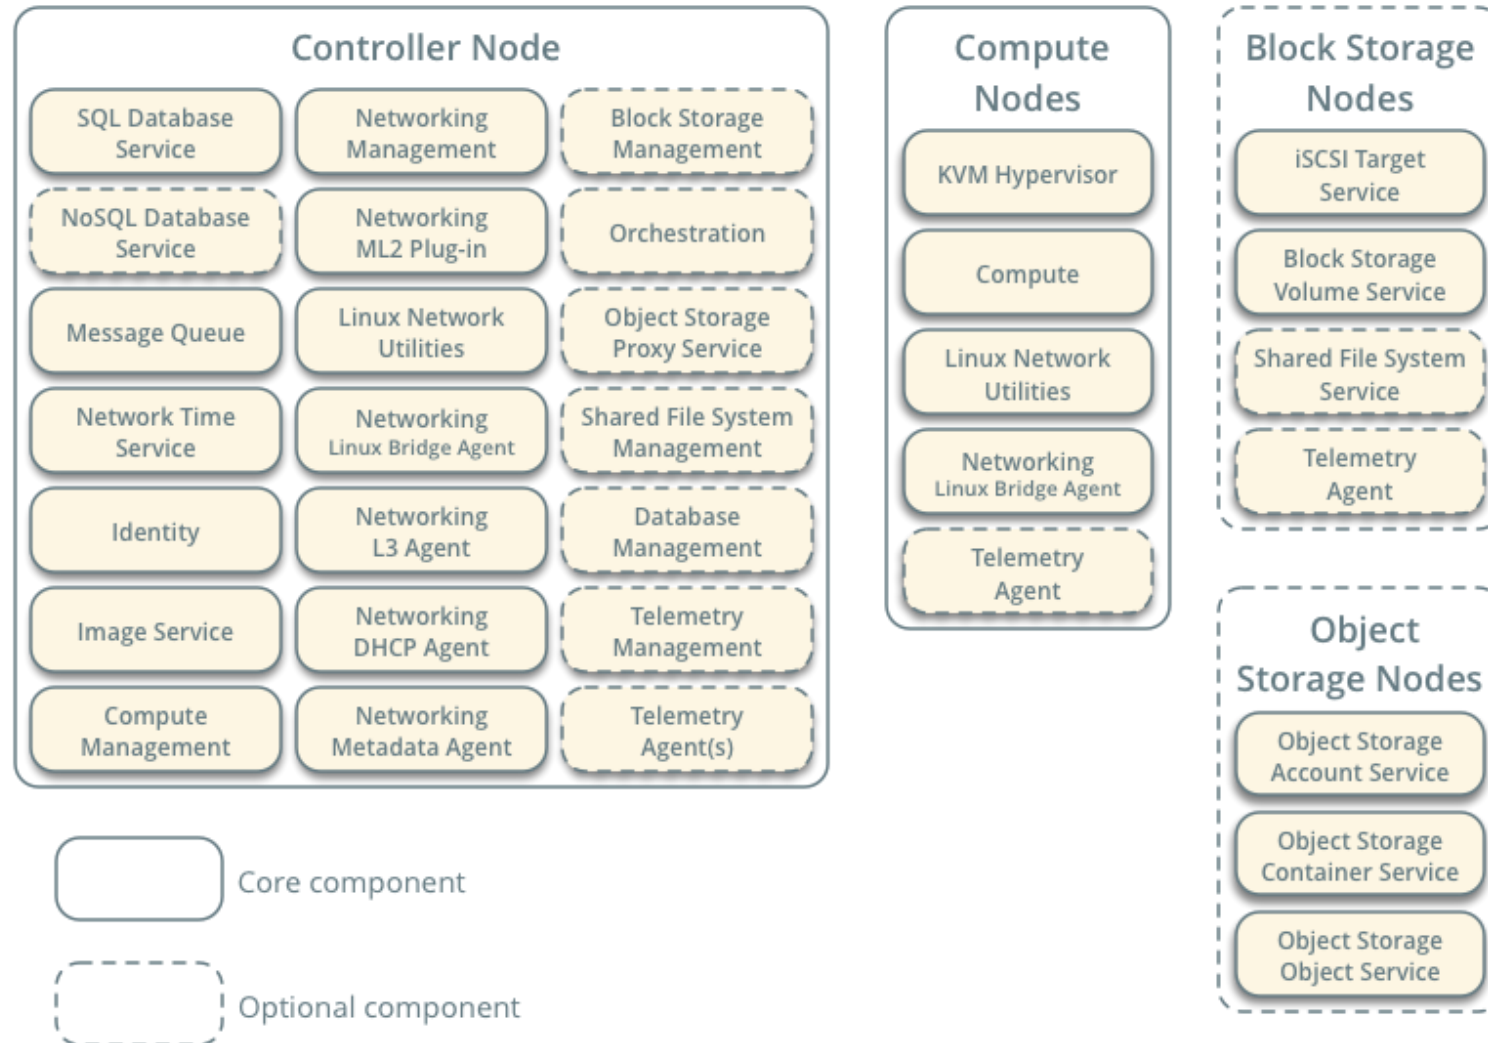 Controller Node
SQL Database
Service
Networking
Management
Block Storage
Management
NoSQL Database
Service
Networking
ML2 Plug-in
Orchestration
Message Queue
Linux Network
Utilities
Object Storage
Proxy Service
Network Time
Service
Networking
Linux Bridge Agent
Shared File System
Management
Identity
Networking
L3 Agent
Database
Management
Image Service
Networking
DHCP Agent
Telemetry
Management
Compute
Management
Networking
Metadata Agent
Telemetry
Agent(s)
Compute
Nodes
KVM Hypervisor
Compute
Linux Network
Utilities
Networking
Linux Bridge Agent
Telemetry
Agent
Block Storage
Nodes
iSCSI Target
Service
Block Storage
Volume Service
Shared File System
Service
Telemetry
Agent
Object
Storage Nodes
Object Storage
Account Service
Object Storage
Container Service
Object Storage
Object Service
Core component
Optional component